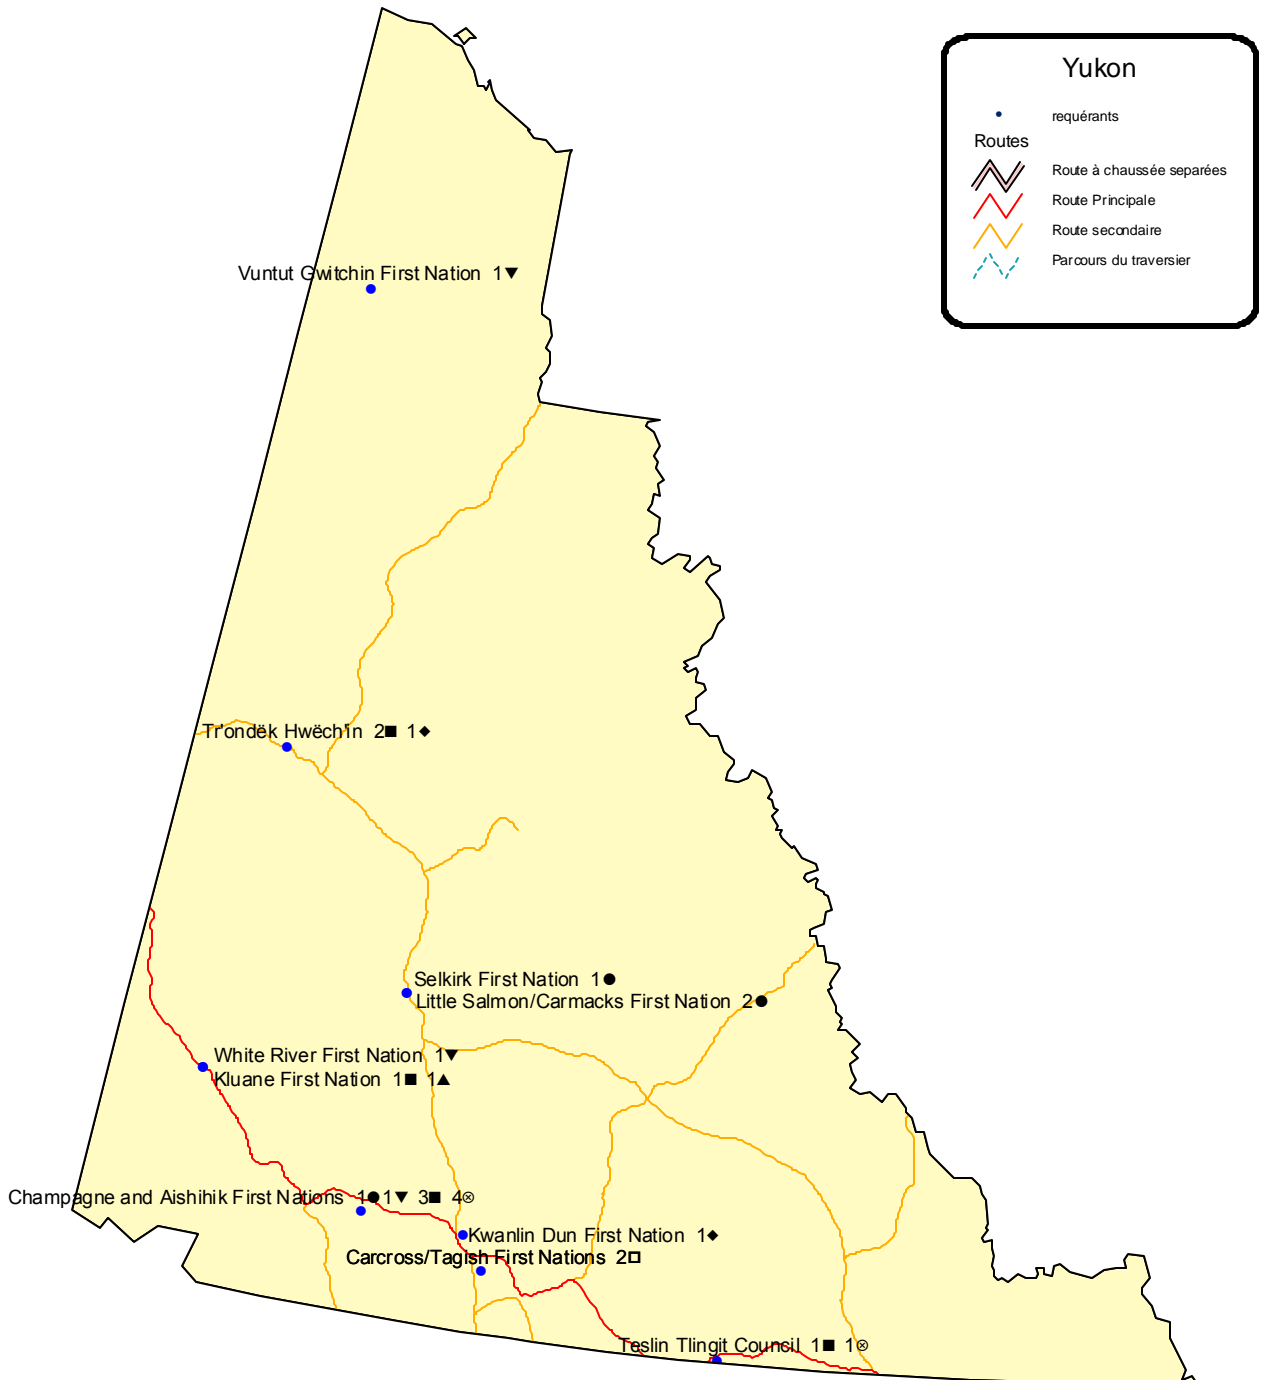 Yukon
requérants
Routes
Route à chaussée separées
Route Principale
Route secondaire
Parcours du traversier
Vuntut Gwitchin First Nation 1▼
Tr'ondëk Hwëch'in 2■ 1◆
Selkirk First Nation 1●
Little Salmon/Carmacks First Nation 2●
White River First Nation 1▼
Kluane First Nation 1■ 1▲
Champagne and Aishihik First Nations 1●1▼ 3■ 4⊗
Kwanlin Dun First Nation 1◆
Carcross/Tagish First Nations 2□
Teslin Tlingit Council 1■ 1⊗